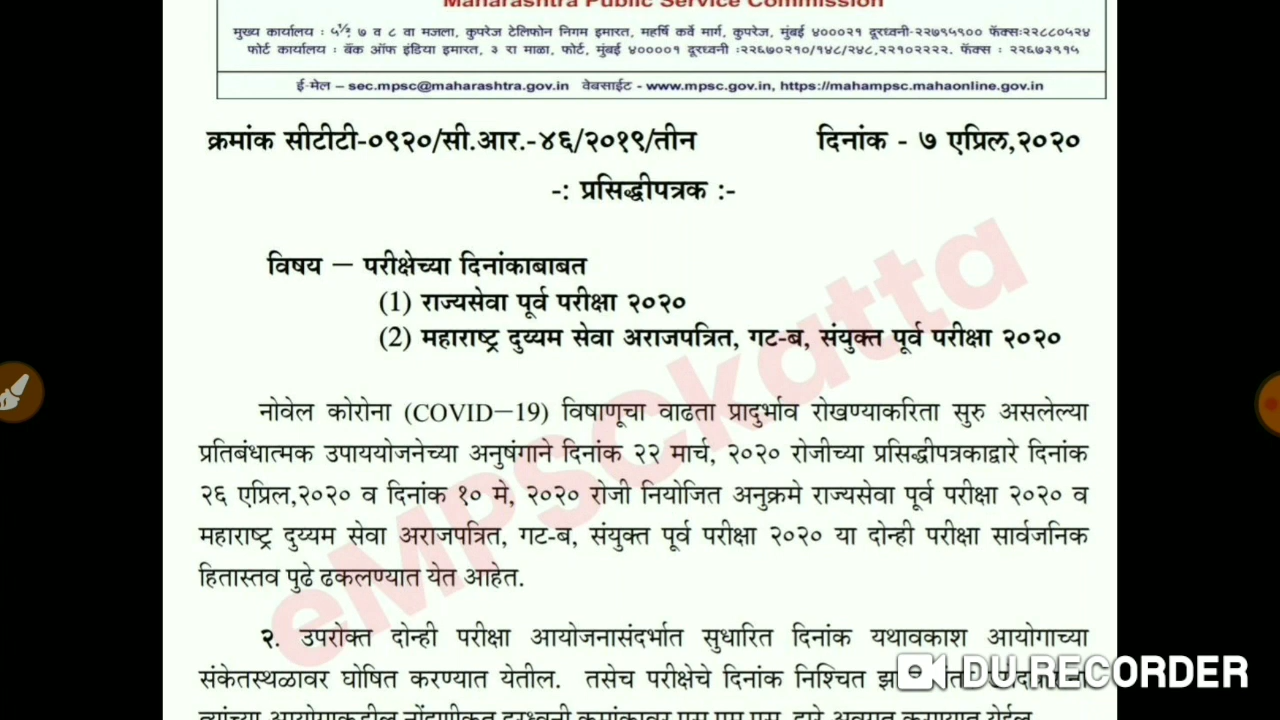 Maharashtra Public Service Commission
मुख्य कार्यालय : ५½, ७ व ८ वा मजला, कुपरेज टेलिफोन निगम इमारत, महर्षि कर्वे मार्ग, कुपरेज, मुंबई ४०००२१ दूरध्वनी-२२७९५९०० फॅक्स:२२८८०५२४
फोर्ट कार्यालय : बँक ऑफ इंडिया इमारत, ३ रा माळा, फोर्ट, मुंबई ४००००१ दूरध्वनी :२२६७०२१०/१४८/२४८,२२१०२२२२. फॅक्स : २२६७३९१५
ई-मेल – sec.mpsc@maharashtra.gov.in वेबसाईट - www.mpsc.gov.in, https://mahampsc.mahaonline.gov.in
क्रमांक सीटीटी-०९२०/सी.आर.-४६/२०१९/तीन दिनांक - ७ एप्रिल,२०२०
-: प्रसिद्धीपत्रक :-
विषय – परीक्षेच्या दिनांकाबाबत
(1) राज्यसेवा पूर्व परीक्षा २०२०
(2) महाराष्ट्र दुय्यम सेवा अराजपत्रित, गट-ब, संयुक्त पूर्व परीक्षा २०२०
नोवेल कोरोना (COVID–19) विषाणूचा वाढता प्रादुर्भाव रोखण्याकरिता सुरु असलेल्या
प्रतिबंधात्मक उपाययोजनेच्या अनुषंगाने दिनांक २२ मार्च, २०२० रोजीच्या प्रसिद्धीपत्रकाद्वारे दिनांक
२६ एप्रिल,२०२० व दिनांक १० मे, २०२० रोजी नियोजित अनुक्रमे राज्यसेवा पूर्व परीक्षा २०२० व
महाराष्ट्र दुय्यम सेवा अराजपत्रित, गट-ब, संयुक्त पूर्व परीक्षा २०२० या दोन्ही परीक्षा सार्वजनिक
हितास्तव पुढे ढकलण्यात येत आहेत.
eMPSCkatta
२. उपरोक्त दोन्ही परीक्षा आयोजनासंदर्भात सुधारित दिनांक यथावकाश आयोगाच्या
संकेतस्थळावर घोषित करण्यात येतील. तसेच परीक्षेचे दिनांक निश्चित
DU RECORDER